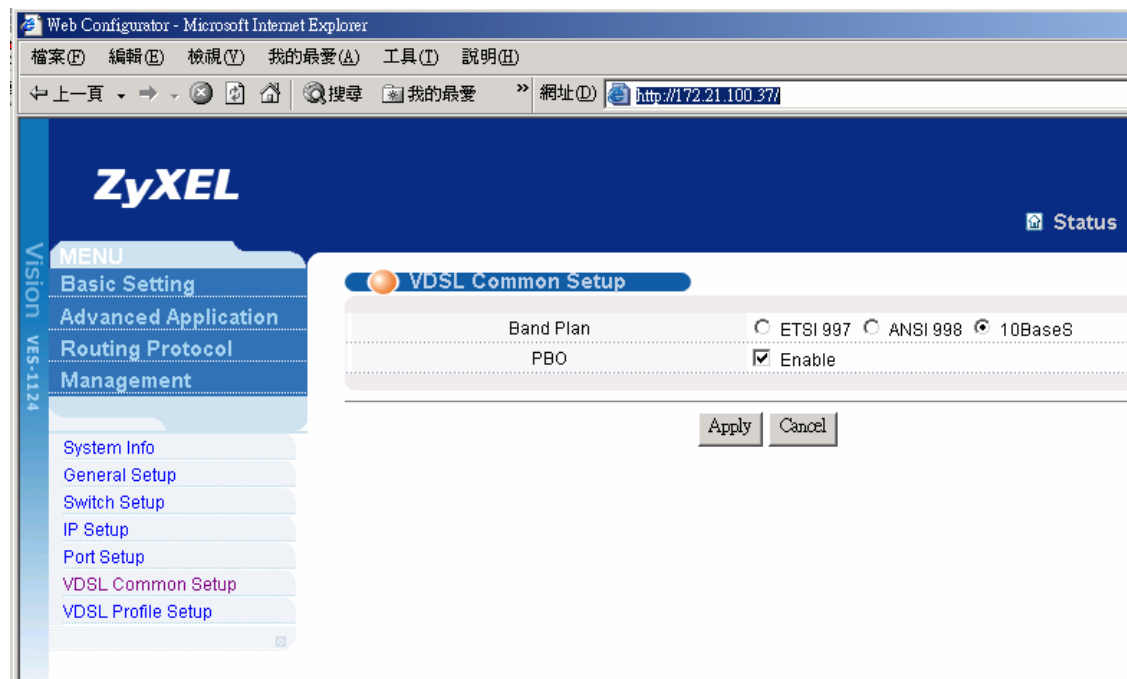 Web Configurator - Microsoft Internet Explorer
檔案(F) 編輯(E) 檢視(V) 我的最愛(A) 工具(T) 說明(H)
上一頁 搜尋 我的最愛 » 網址(D) http://172.21.100.37/
ZyXEL
Status
Vision VES-1124
MENU
Basic Setting
Advanced Application
Routing Protocol
Management
System Info
General Setup
Switch Setup
IP Setup
Port Setup
VDSL Common Setup
VDSL Profile Setup
VDSL Common Setup
Band Plan ETSI 997 ANSI 998 10BaseS
PBO Enable
Apply Cancel